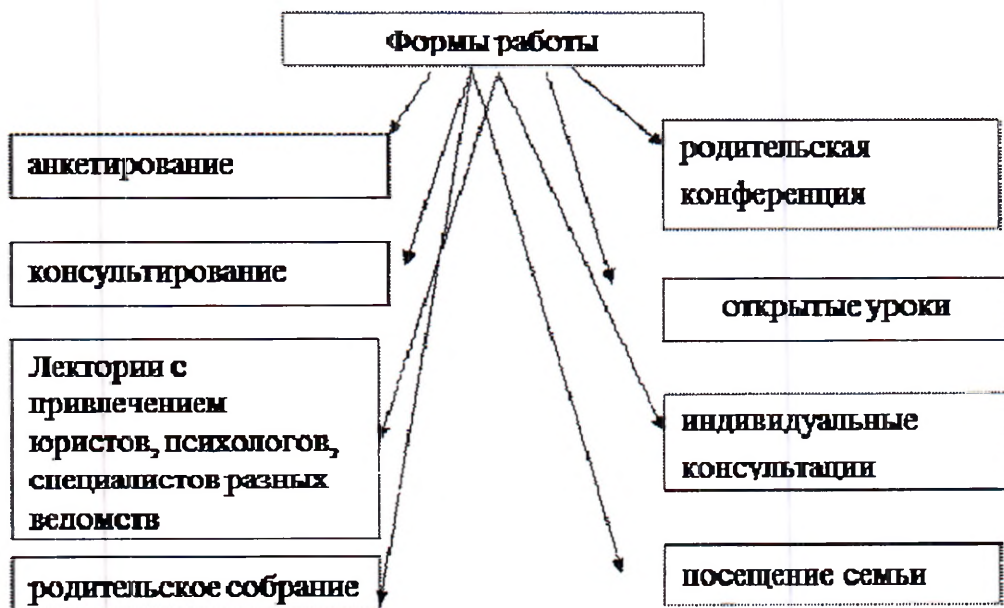 Формы работы
анкетирование
консультирование
Лектории с
привлечением
юристов, психологов,
специалистов разных
ведомств
родительское собрание
родительская
конференция
открытые уроки
индивидуальные
консультации
посещение семьи